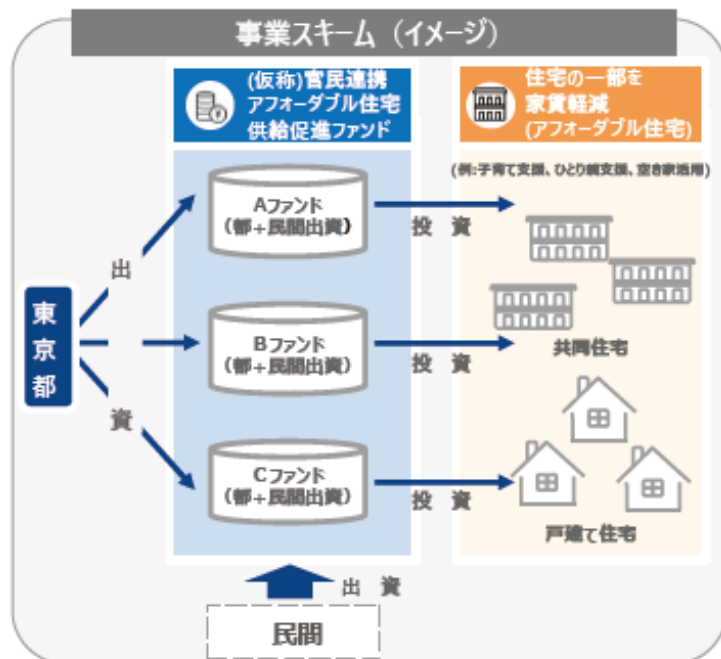 事業スキーム（イメージ）
(仮称)官民連携
アフォーダブル住宅
供給促進ファンド
住宅の一部を
家賃軽減
(アフォーダブル住宅)
(例:子育て支援、ひとり親支援、空き家活用)
Aファンド
(都+民間出資)
投資
出
東京都
Bファンド
(都+民間出資)
投資
共同住宅
資
Cファンド
(都+民間出資)
投資
戸建て住宅
出資
民間